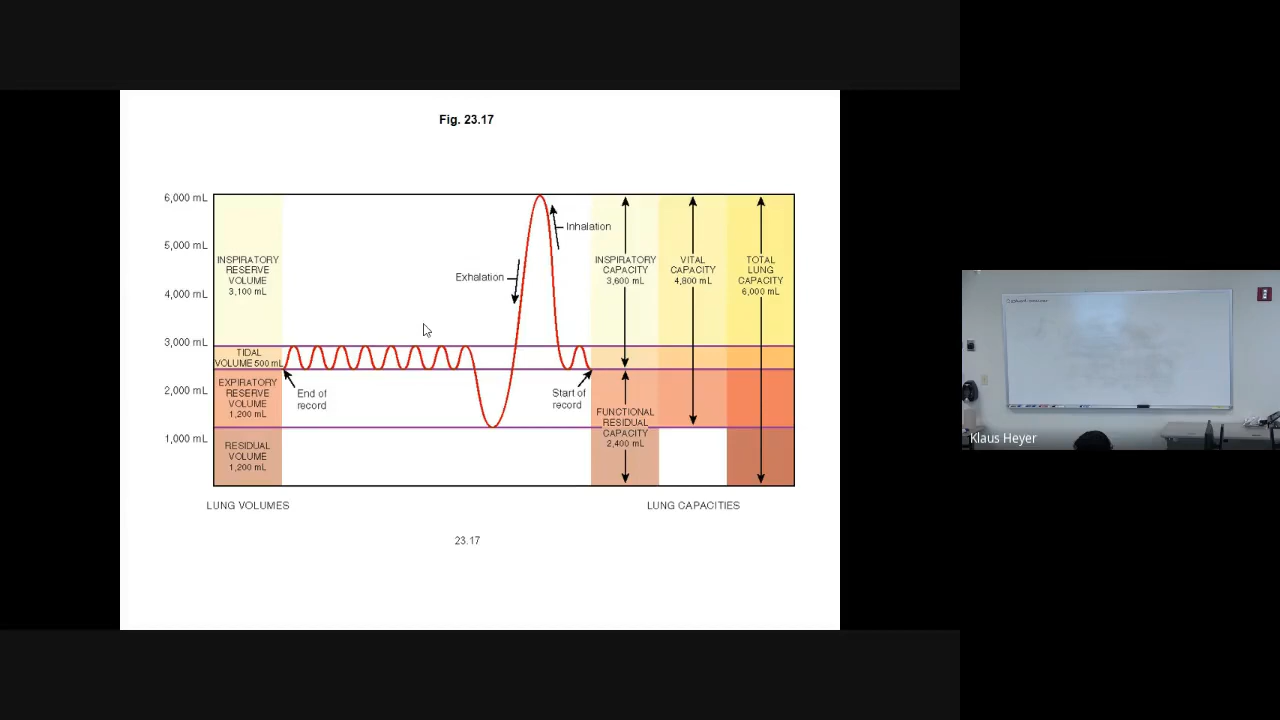 Fig. 23.17
6,000 mL
5,000 mL
4,000 mL
3,000 mL
2,000 mL
1,000 mL
INSPIRATORY
RESERVE
VOLUME
3,100 mL
TIDAL
VOLUME 500 mL
EXPIRATORY
RESERVE
VOLUME
1,200 mL
RESIDUAL
VOLUME
1,200 mL
LUNG VOLUMES
End of
record
Exhalation
Inhalation
Start of
record
INSPIRATORY
CAPACITY
3,600 mL
FUNCTIONAL
RESIDUAL
CAPACITY
2,400 mL
VITAL
CAPACITY
4,800 mL
TOTAL
LUNG
CAPACITY
6,000 mL
LUNG CAPACITIES
23.17
Klaus Heyer